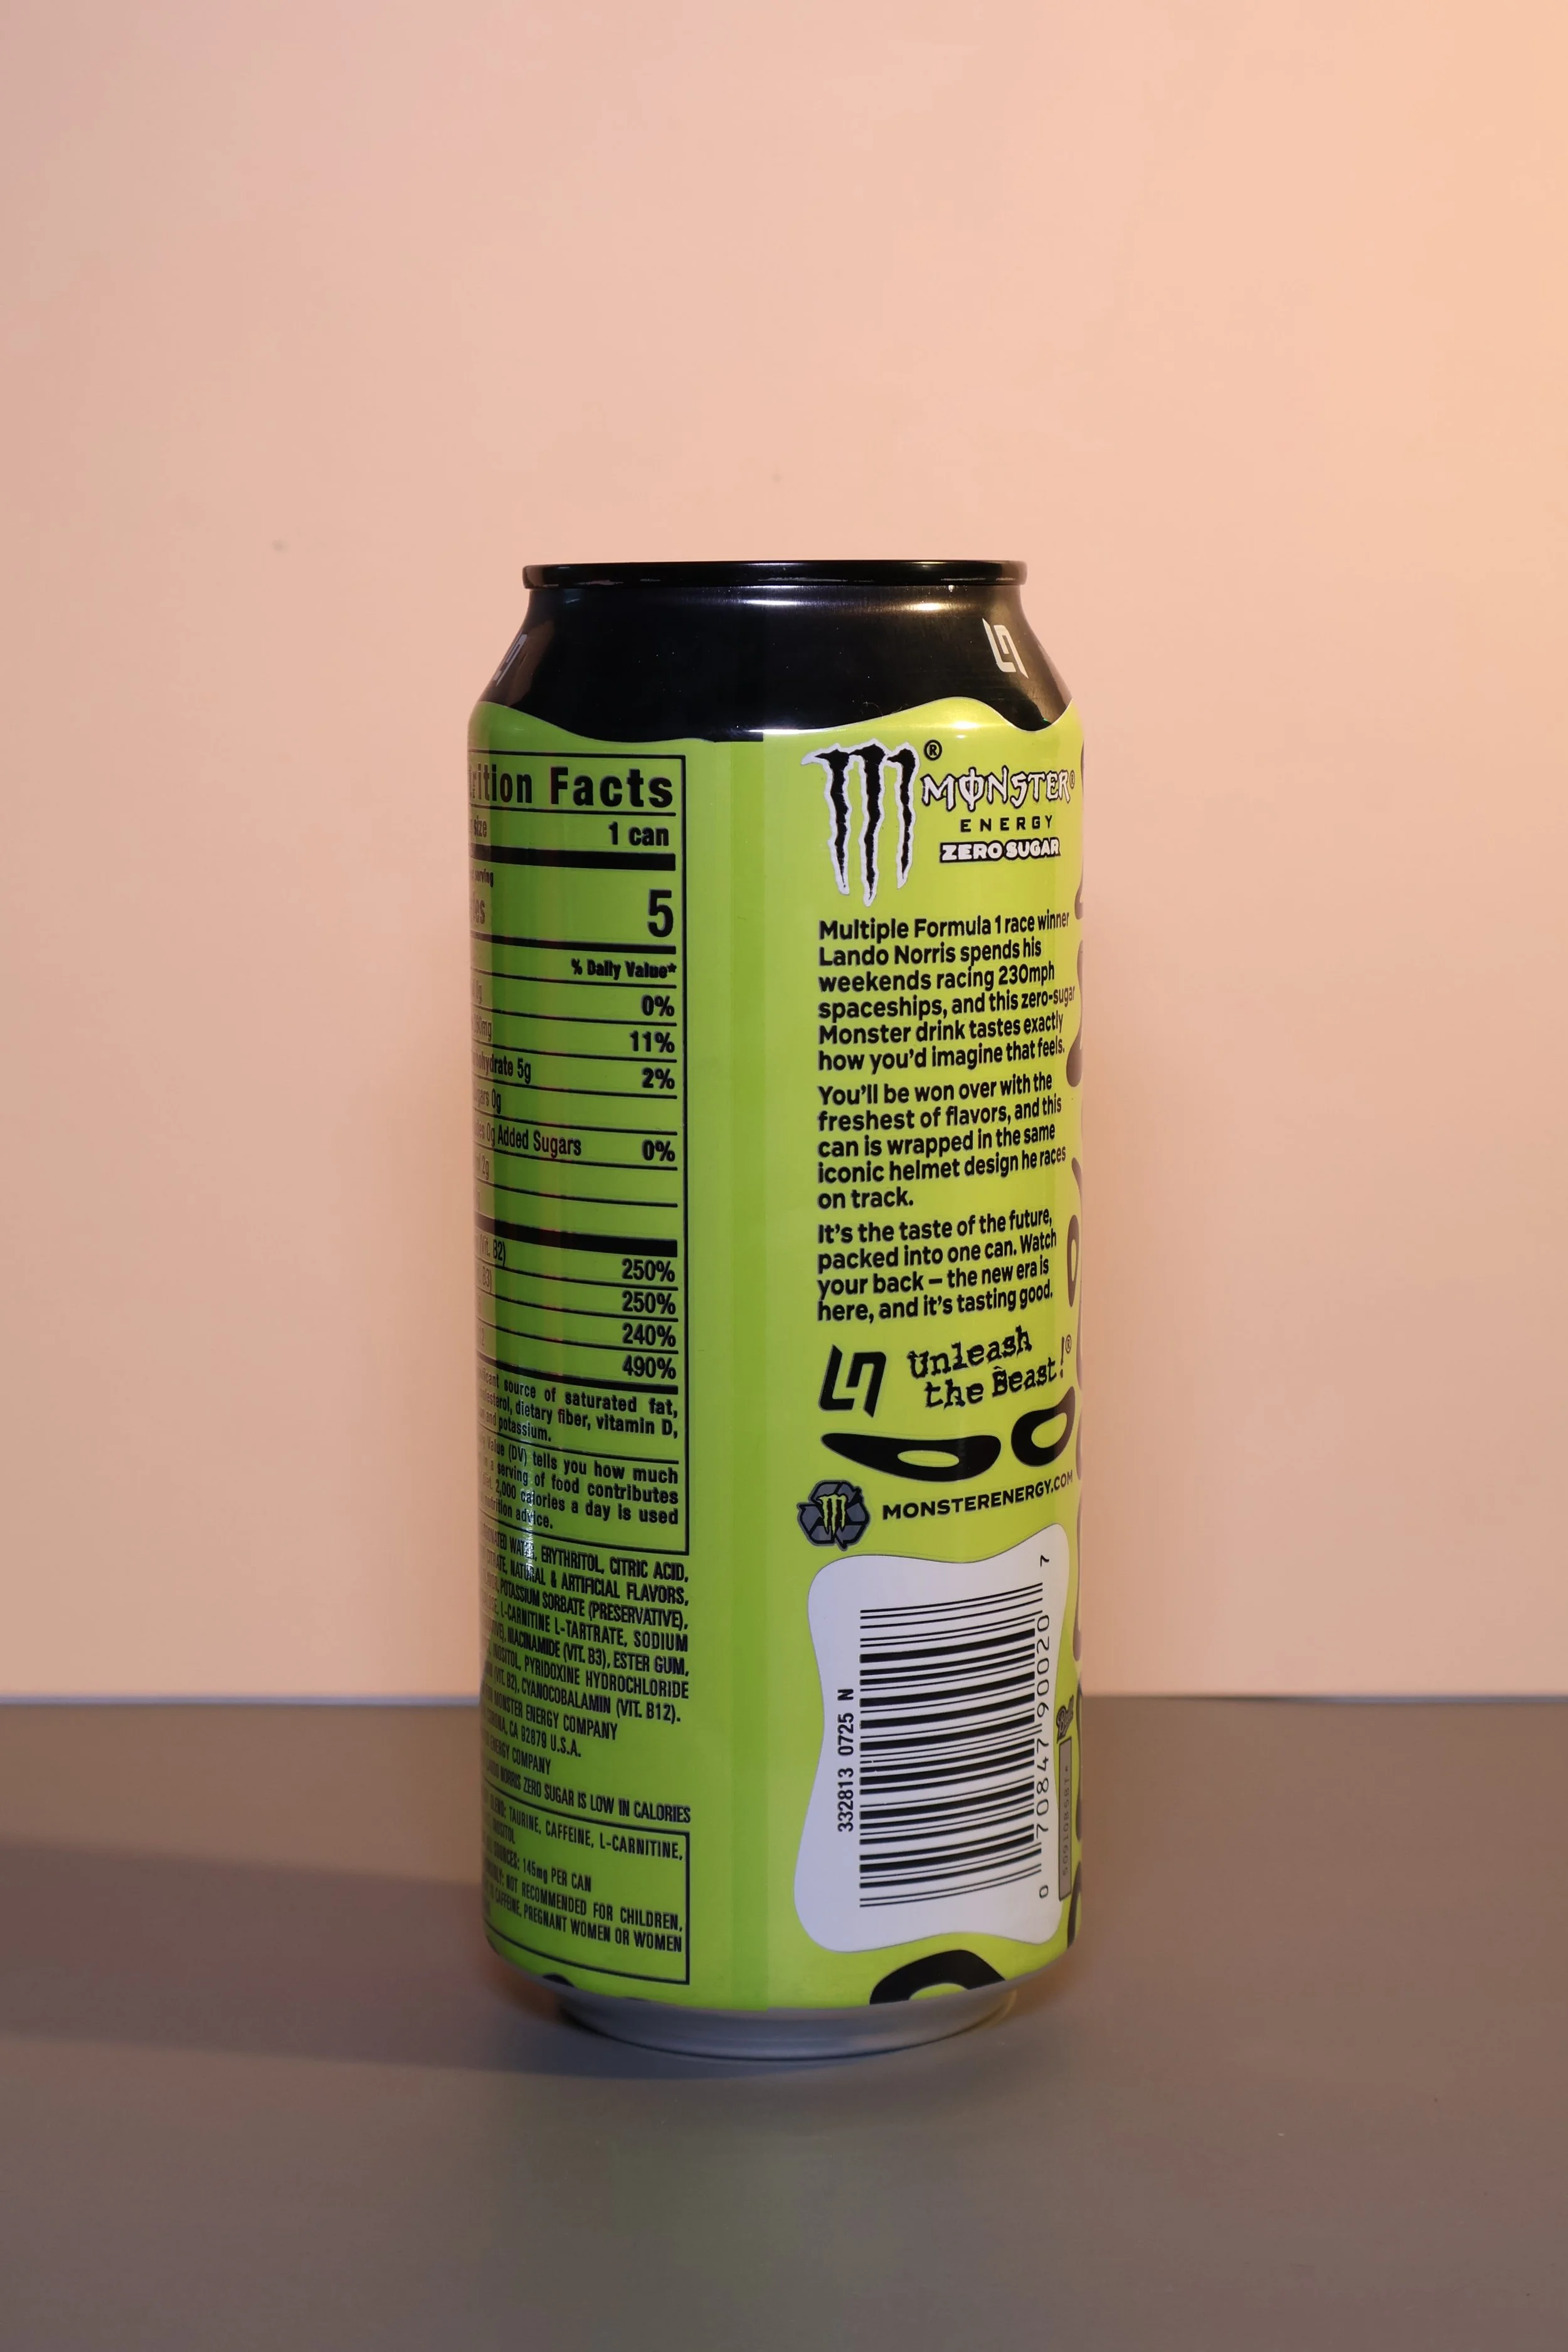 Facts
1 can
5
% Daily Value*
0%
11%
2%
0g
Added Sugars 0%
250%
250%
240%
490%
source of saturated fat,
dietary fiber, vitamin D,
and potassium.
Value (DV) tells you how much
serving of food contributes
2,000 calories a day is used
advice.
ERYTHRITOL, CITRIC ACID,
NATURAL & ARTIFICIAL FLAVORS,
POTASSIUM SORBATE (PRESERVATIVE),
L-CARNITINE L-TARTRATE, SODIUM
NIACINAMIDE (VIT. B3), ESTER GUM,
INOSITOL, PYRIDOXINE HYDROCHLORIDE
(VIT. B2), CYANOCOBALAMIN (VIT. B12).
MONSTER ENERGY COMPANY
CA 92879 U.S.A.
ENERGY COMPANY
NORRIS ZERO SUGAR IS LOW IN CALORIES
TAURINE, CAFFEINE, L-CARNITINE,
INOSITOL
145mg PER CAN
NOT RECOMMENDED FOR CHILDREN,
CAFFEINE, PREGNANT WOMEN OR WOMEN
LN
®
MONSTER®
ENERGY
ZERO SUGAR
Multiple Formula 1 race winner
Lando Norris spends his
weekends racing 230mph
spaceships, and this zero-sugar
Monster drink tastes exactly
how you'd imagine that feels.
You'll be won over with the
freshest of flavors, and this
can is wrapped in the same
iconic helmet design he races
on track.
It's the taste of the future,
packed into one can. Watch
your back – the new era is
here, and it's tasting good.
LN Unleash
the Beast!®
MONSTERENERGY.COM
332813 0725 N
0 70847 90020 7